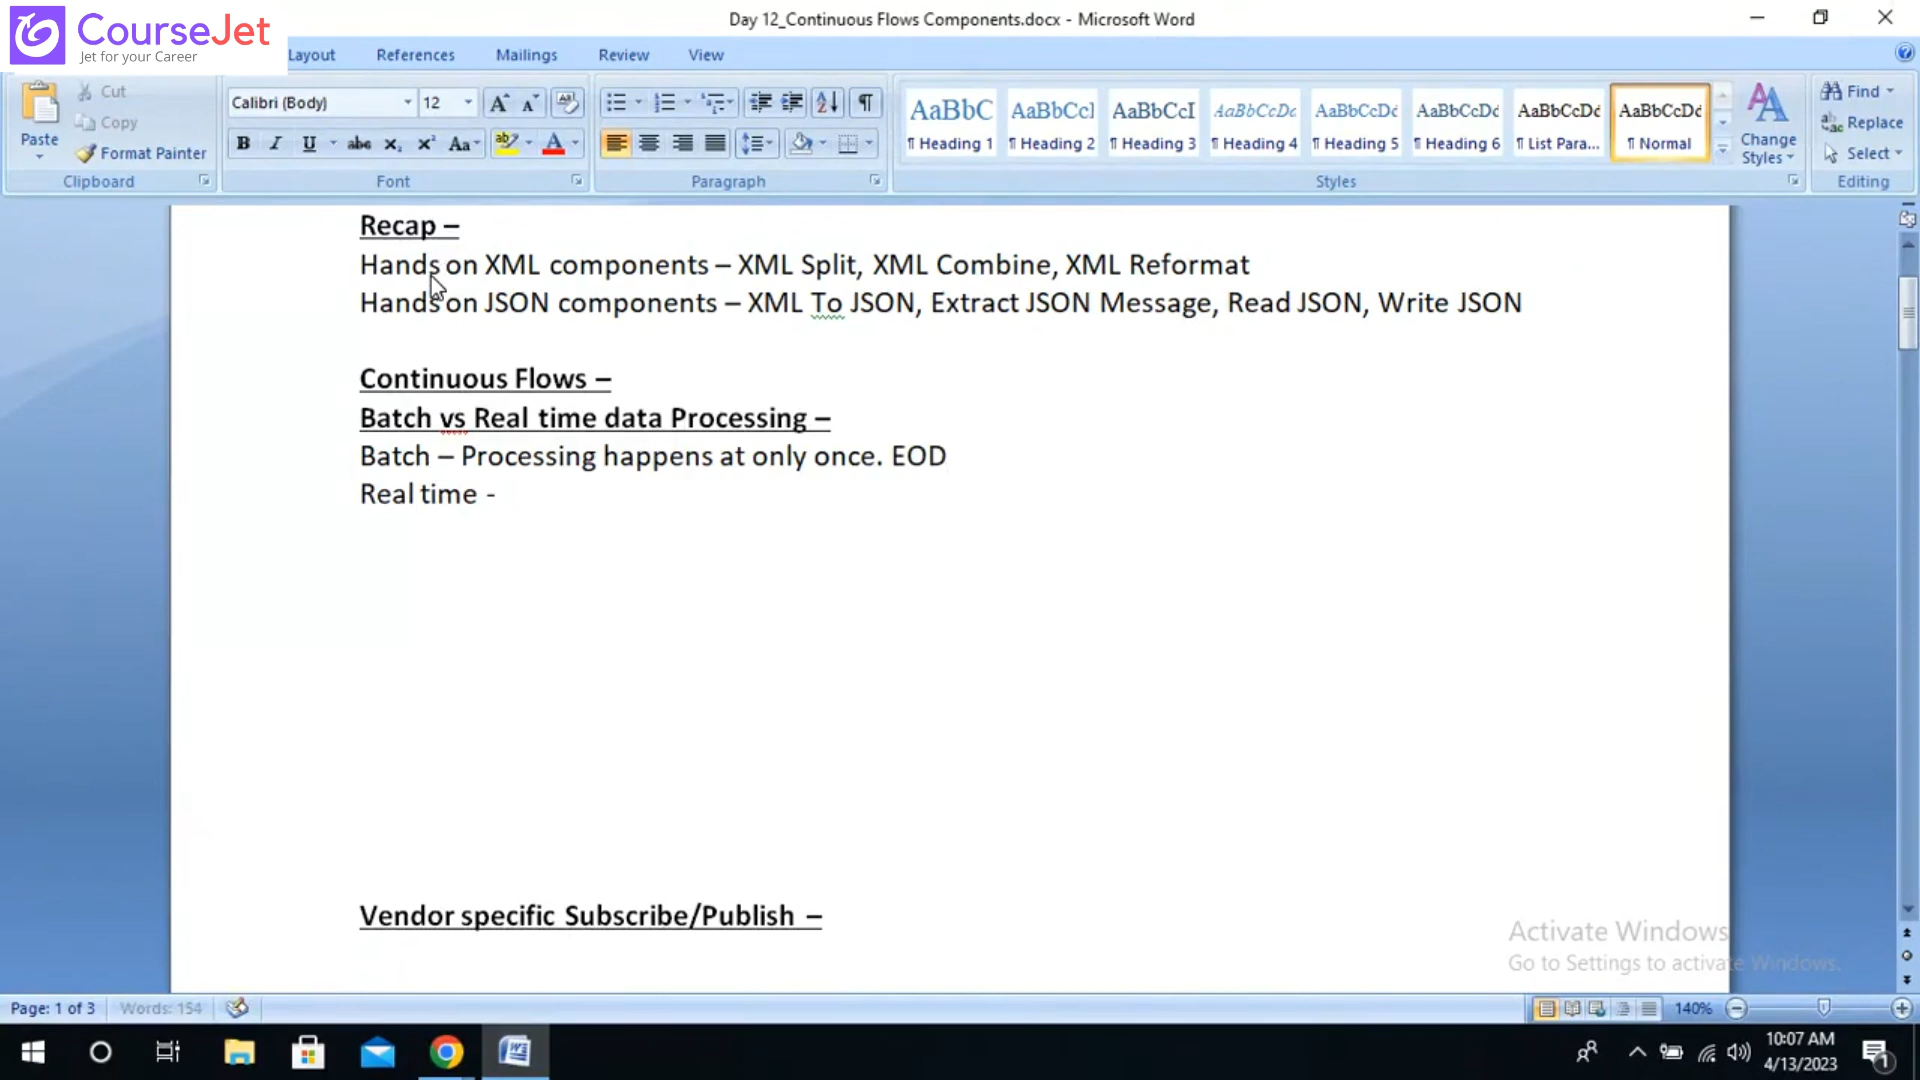 CourseJet
Jet for your Career
Day 12_Continuous Flows Components.docx - Microsoft Word
Layout References Mailings Review View
Paste
Cut
Copy
Format Painter
Clipboard
Calibri (Body) 12
Font
Paragraph
AaBbC AaBbCcI AaBbCcI AaBbCcDc AaBbCcDc AaBbCcDc AaBbCcDc AaBbCcDc
¶ Heading 1 ¶ Heading 2 ¶ Heading 3 ¶ Heading 4 ¶ Heading 5 ¶ Heading 6 ¶ List Para... ¶ Normal
Styles
Change Styles
Find
Replace
Select
Editing
Recap –
Hands on XML components – XML Split, XML Combine, XML Reformat
Hands on JSON components – XML To JSON, Extract JSON Message, Read JSON, Write JSON
Continuous Flows –
Batch vs Real time data Processing –
Batch – Processing happens at only once. EOD
Real time -
Vendor specific Subscribe/Publish –
Activate Windows
Go to Settings to activate Windows.
Page: 1 of 3 Words: 154
140%
10:07 AM
4/13/2023
1